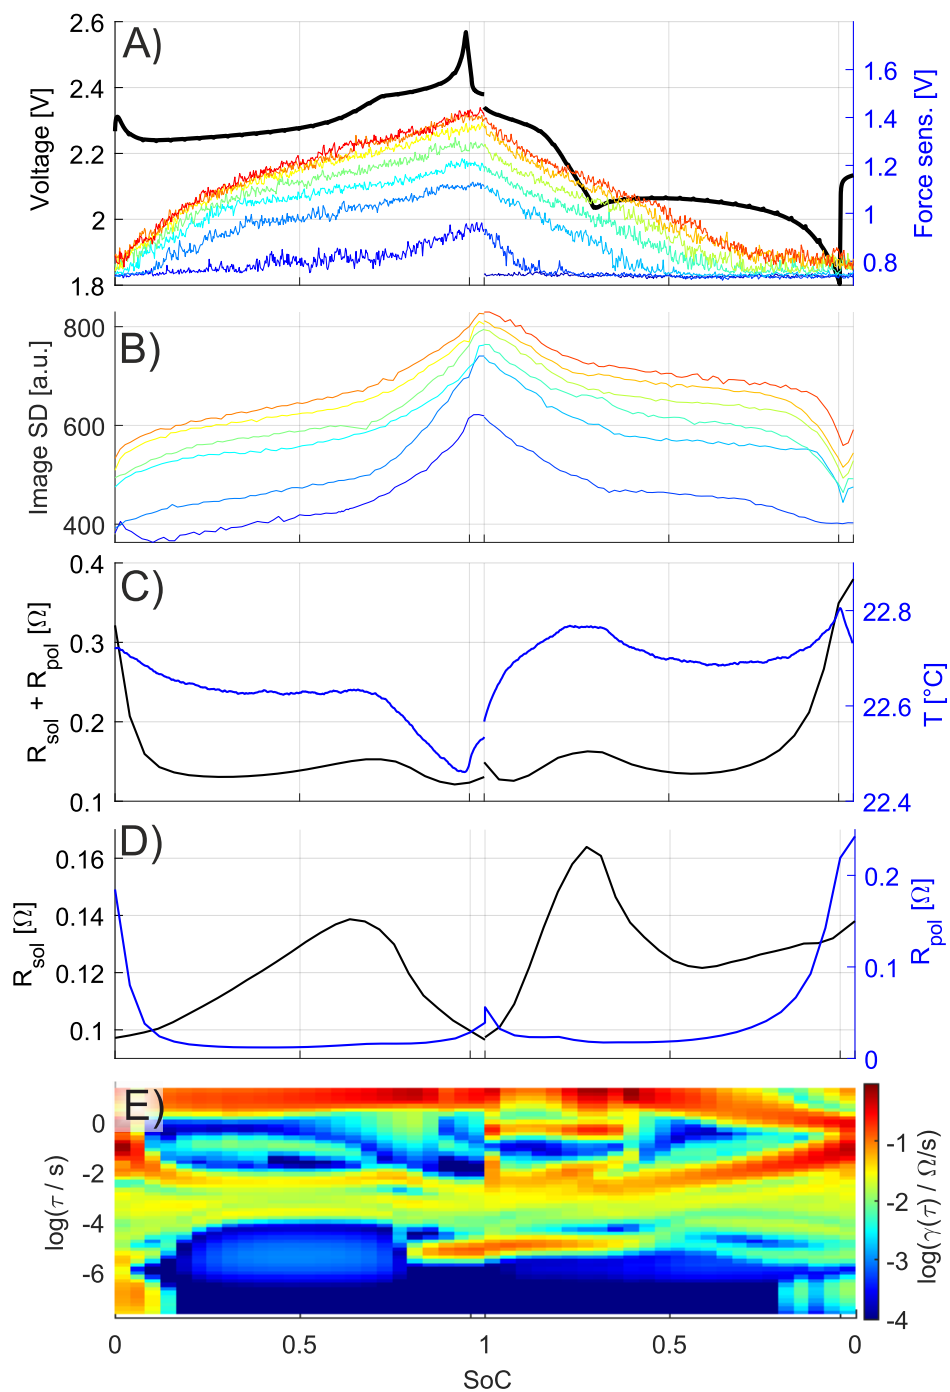 A)
2.6
2.4
2.2
2
1.8
Voltage [V]
1.6
1.4
1.2
1
0.8
Force sens. [V]
B)
800
600
400
Image SD [a.u.]
C)
0.4
0.3
0.2
0.1
R_sol + R_pol [Ω]
22.8
22.6
22.4
T [°C]
D)
0.16
0.14
0.12
0.1
R_sol [Ω]
0.2
0.1
0
R_pol [Ω]
E)
0
-2
-4
-6
log(τ / s)
-1
-2
-3
-4
log(γ(τ) / Ω/s)
0
0.5
1
0.5
0
SoC